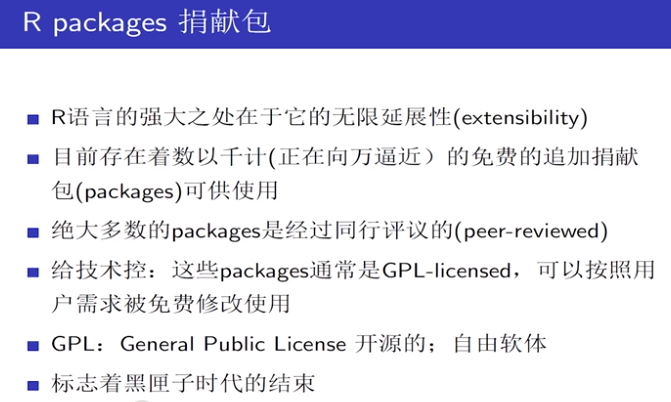 R packages 捐献包
R语言的强大之处在于它的无限延展性(extensibility)
目前存在着数以千计(正在向万逼近）的免费的追加捐献
包(packages)可供使用
绝大多数的packages是经过同行评议的(peer-reviewed)
给技术控：这些packages通常是GPL-licensed，可以按照用
户需求被免费修改使用
GPL：General Public License 开源的；自由软体
标志着黑匣子时代的结束